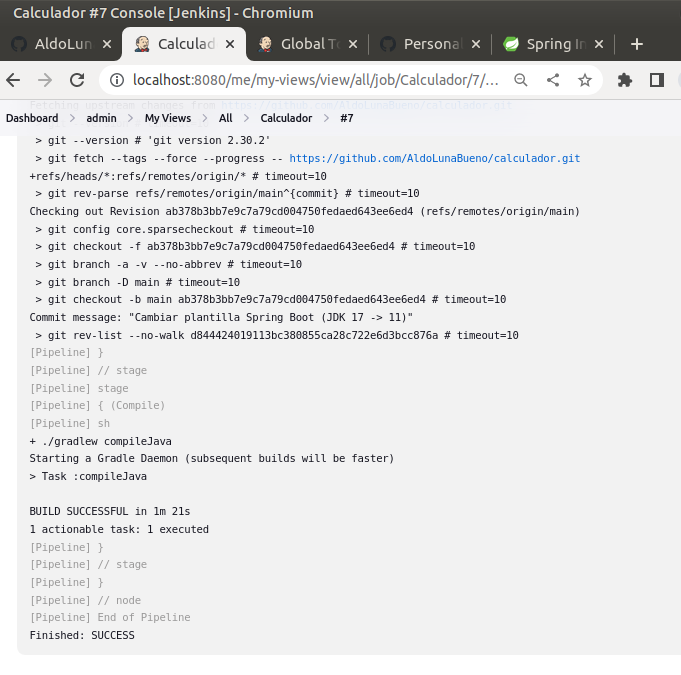 Calculador #7 Console [Jenkins] - Chromium
AldoLun
Calculad
Global To
Persona
Spring In
localhost:8080/me/my-views/view/all/job/Calculador/7/...
Fetching upstream changes from https://github.com/AldoLunaBueno/calculador.git
Dashboard > admin > My Views > All > Calculador > #7
> git --version # 'git version 2.30.2'
> git fetch --tags --force --progress -- https://github.com/AldoLunaBueno/calculador.git
+refs/heads/*:refs/remotes/origin/* # timeout=10
> git rev-parse refs/remotes/origin/main^{commit} # timeout=10
Checking out Revision ab378b3bb7e9c7a79cd004750fedaed643ee6ed4 (refs/remotes/origin/main)
> git config core.sparsecheckout # timeout=10
> git checkout -f ab378b3bb7e9c7a79cd004750fedaed643ee6ed4 # timeout=10
> git branch -a -v --no-abbrev # timeout=10
> git branch -D main # timeout=10
> git checkout -b main ab378b3bb7e9c7a79cd004750fedaed643ee6ed4 # timeout=10
Commit message: "Cambiar plantilla Spring Boot (JDK 17 -> 11)"
> git rev-list --no-walk d844424019113bc380855ca28c722e6d3bcc876a # timeout=10
[Pipeline] }
[Pipeline] // stage
[Pipeline] stage
[Pipeline] { (Compile)
[Pipeline] sh
+ ./gradlew compileJava
Starting a Gradle Daemon (subsequent builds will be faster)
> Task :compileJava
BUILD SUCCESSFUL in 1m 21s
1 actionable task: 1 executed
[Pipeline] }
[Pipeline] // stage
[Pipeline] }
[Pipeline] // node
[Pipeline] End of Pipeline
Finished: SUCCESS